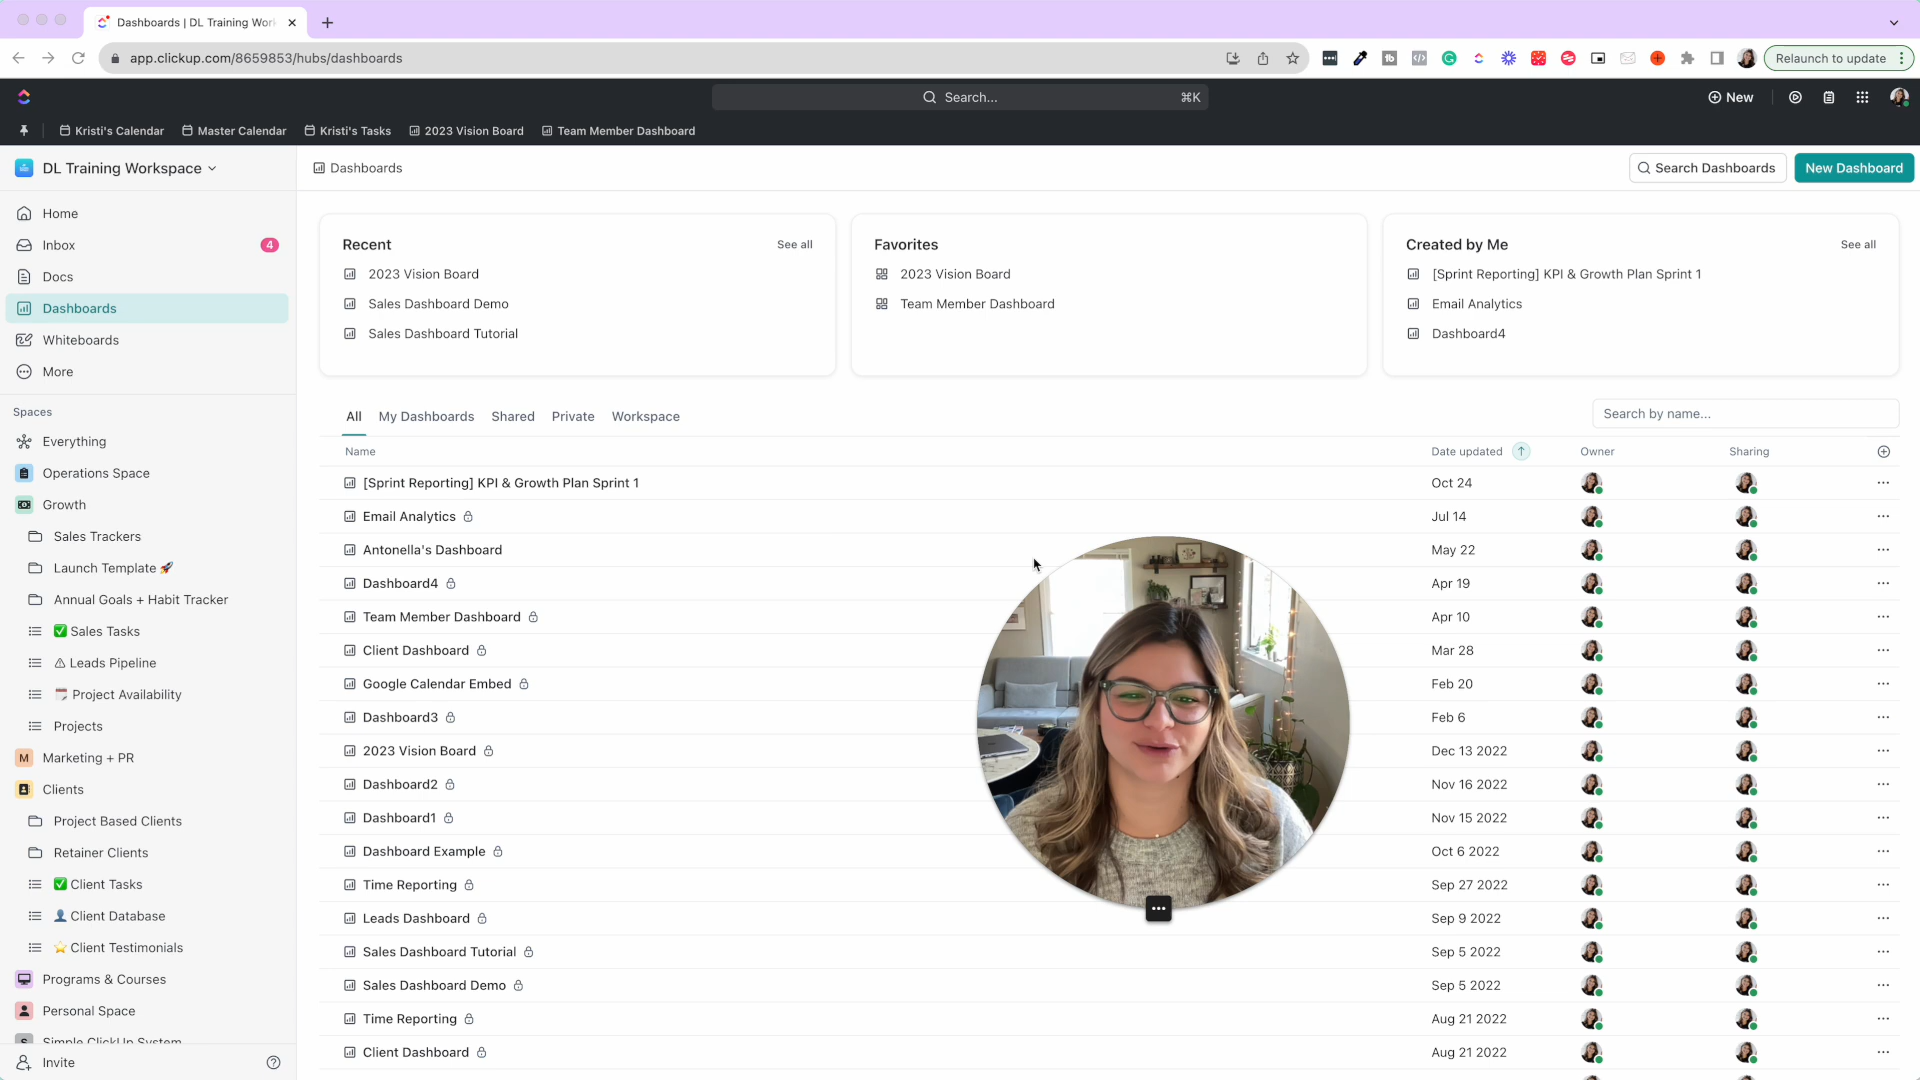 Dashboards | DL Training Wor
app.clickup.com/8659853/hubs/dashboards
Relaunch to update
Search...
⌘K
New
Kristi's Calendar
Master Calendar
Kristi's Tasks
2023 Vision Board
Team Member Dashboard
DL Training Workspace
Dashboards
Search Dashboards
New Dashboard
Home
Inbox
4
Docs
Dashboards
Whiteboards
More
Spaces
Everything
Operations Space
Growth
Sales Trackers
Launch Template 🚀
Annual Goals + Habit Tracker
✅ Sales Tasks
⚠ Leads Pipeline
Project Availability
Projects
M Marketing + PR
Clients
Project Based Clients
Retainer Clients
✅ Client Tasks
👤 Client Database
⭐ Client Testimonials
Programs & Courses
Personal Space
S Simple ClickUp System
Invite
Recent
See all
2023 Vision Board
Sales Dashboard Demo
Sales Dashboard Tutorial
Favorites
2023 Vision Board
Team Member Dashboard
Created by Me
See all
[Sprint Reporting] KPI & Growth Plan Sprint 1
Email Analytics
Dashboard4
All My Dashboards Shared Private Workspace
Search by name...
Name Date updated Owner Sharing
[Sprint Reporting] KPI & Growth Plan Sprint 1 Oct 24
Email Analytics Jul 14
Antonella's Dashboard May 22
Dashboard4 Apr 19
Team Member Dashboard Apr 10
Client Dashboard Mar 28
Google Calendar Embed Feb 20
Dashboard3 Feb 6
2023 Vision Board Dec 13 2022
Dashboard2 Nov 16 2022
Dashboard1 Nov 15 2022
Dashboard Example Oct 6 2022
Time Reporting Sep 27 2022
Leads Dashboard Sep 9 2022
Sales Dashboard Tutorial Sep 5 2022
Sales Dashboard Demo Sep 5 2022
Time Reporting Aug 21 2022
Client Dashboard Aug 21 2022